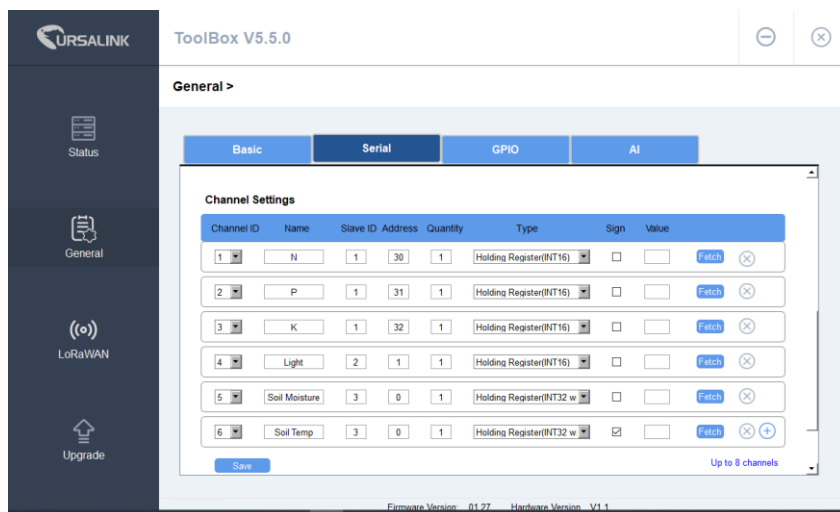 URSALINK
ToolBox V5.5.0
General >
Status
General
LoRaWAN
Upgrade
Basic
Serial
GPIO
AI
Channel Settings
Channel ID Name Slave ID Address Quantity Type Sign Value
1 N 1 30 1 Holding Register(INT16) Fetch
2 P 1 31 1 Holding Register(INT16) Fetch
3 K 1 32 1 Holding Register(INT16) Fetch
4 Light 2 1 1 Holding Register(INT16) Fetch
5 Soil Moisture 3 0 1 Holding Register(INT32 w Fetch
6 Soil Temp 3 0 1 Holding Register(INT32 w Fetch
Save
Up to 8 channels
Firmware Version: 01.27 Hardware Version V1.1